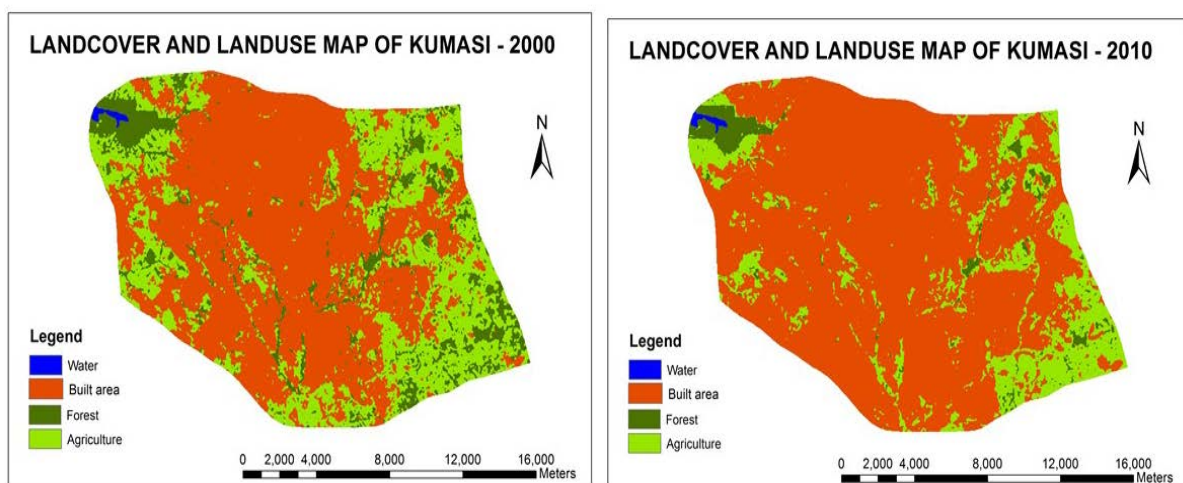 LANDCOVER AND LANDUSE MAP OF KUMASI - 2000
N
Legend
Water
Built area
Forest
Agriculture
0 2,000 4,000 8,000 12,000 16,000
Meters
LANDCOVER AND LANDUSE MAP OF KUMASI - 2010
N
Legend
Water
Built area
Forest
Agriculture
0 2,000 4,000 8,000 12,000 16,000
Meters